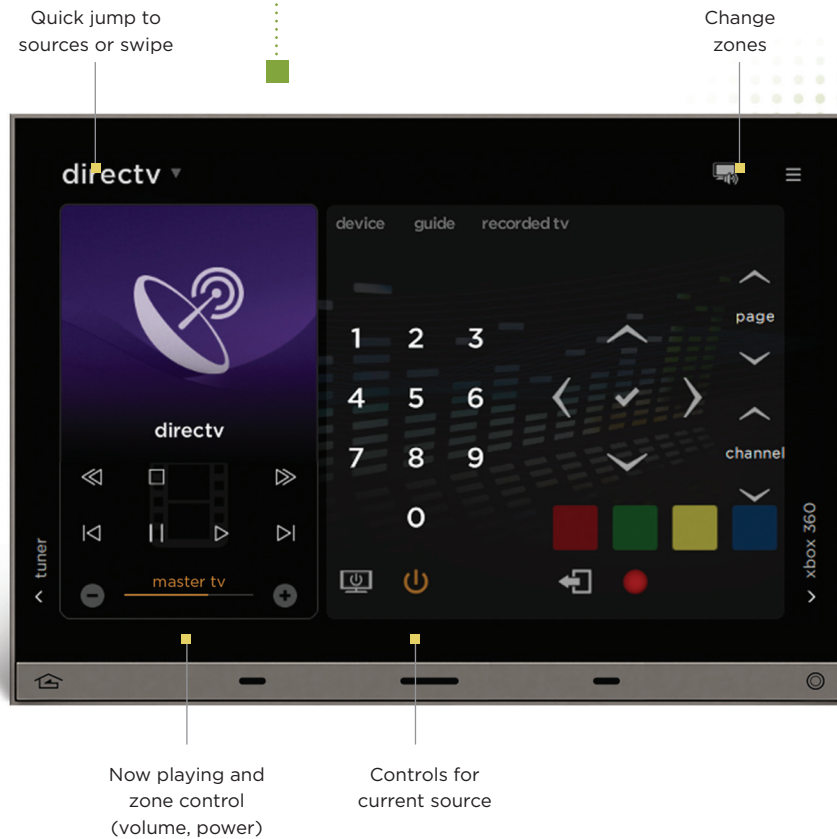 Quick jump to
sources or swipe
Change
zones
directv
device guide recorded tv
page
1 2 3
4 5 6
directv
channel
7 8 9
0
tuner
xbox 360
master tv
Now playing and
zone control
(volume, power)
Controls for
current source